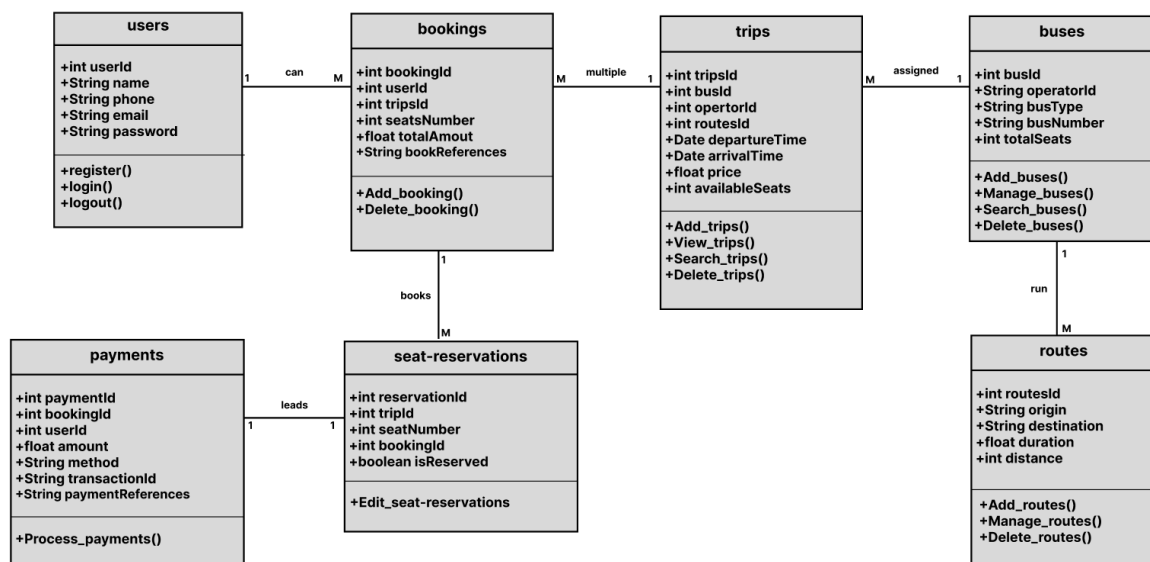 users
+int userId
+String name
+String phone
+String email
+String password
+register()
+login()
+logout()
1
can
M
bookings
+int bookingId
+int userId
+int tripsId
+int seatsNumber
+float totalAmout
+String bookReferences
+Add_booking()
+Delete_booking()
M
multiple
1
trips
+int tripsId
+int busId
+int opertorId
+int routesId
+Date departureTime
+Date arrivalTime
+float price
+int availableSeats
+Add_trips()
+View_trips()
+Search_trips()
+Delete_trips()
M
assigned
1
buses
+int busId
+String operatorId
+String busType
+String busNumber
+int totalSeats
+Add_buses()
+Manage_buses()
+Search_buses()
+Delete_buses()
1
books
M
1
run
M
payments
+int paymentId
+int bookingId
+int userId
+float amount
+String method
+String transactionId
+String paymentReferences
+Process_payments()
1
leads
1
seat-reservations
+int reservationId
+int tripId
+int seatNumber
+int bookingId
+boolean isReserved
+Edit_seat-reservations
routes
+int routesId
+String origin
+String destination
+float duration
+int distance
+Add_routes()
+Manage_routes()
+Delete_routes()